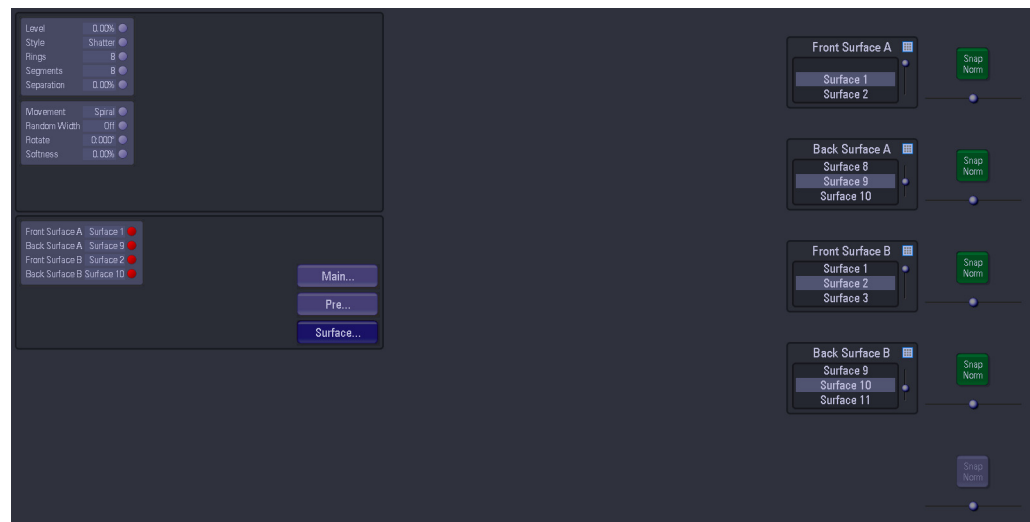 Level 0.00%
Style Shatter
Rings 8
Segments 8
Separation 0.00%
Movement Spiral
Random Width Off
Rotate 0.000°
Softness 0.00%
Front Surface A Surface 1
Back Surface A Surface 9
Front Surface B Surface 2
Back Surface B Surface 10
Main...
Pre...
Surface...
Front Surface A
Surface 1
Surface 2
Snap
Norm
Back Surface A
Surface 8
Surface 9
Surface 10
Snap
Norm
Front Surface B
Surface 1
Surface 2
Surface 3
Snap
Norm
Back Surface B
Surface 9
Surface 10
Surface 11
Snap
Norm
Snap
Norm